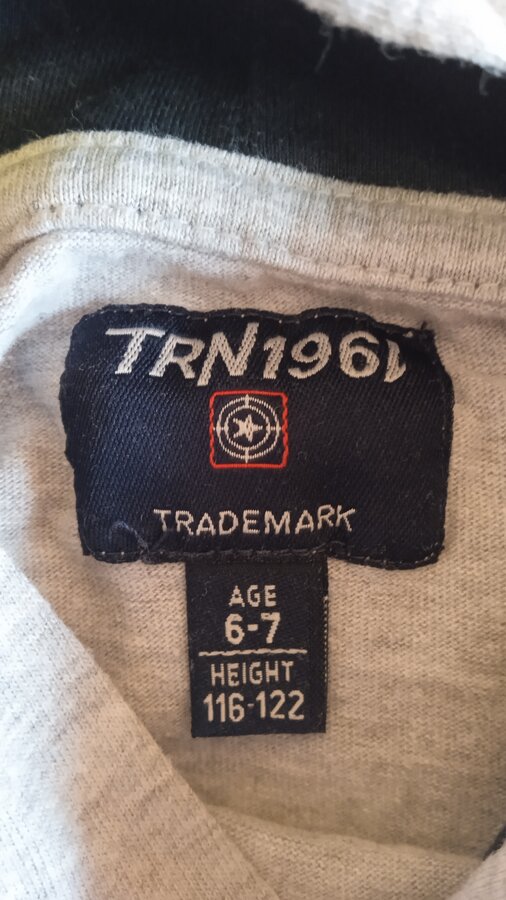 TRN1961
TRADEMARK
AGE
6-7
HEIGHT
116-122